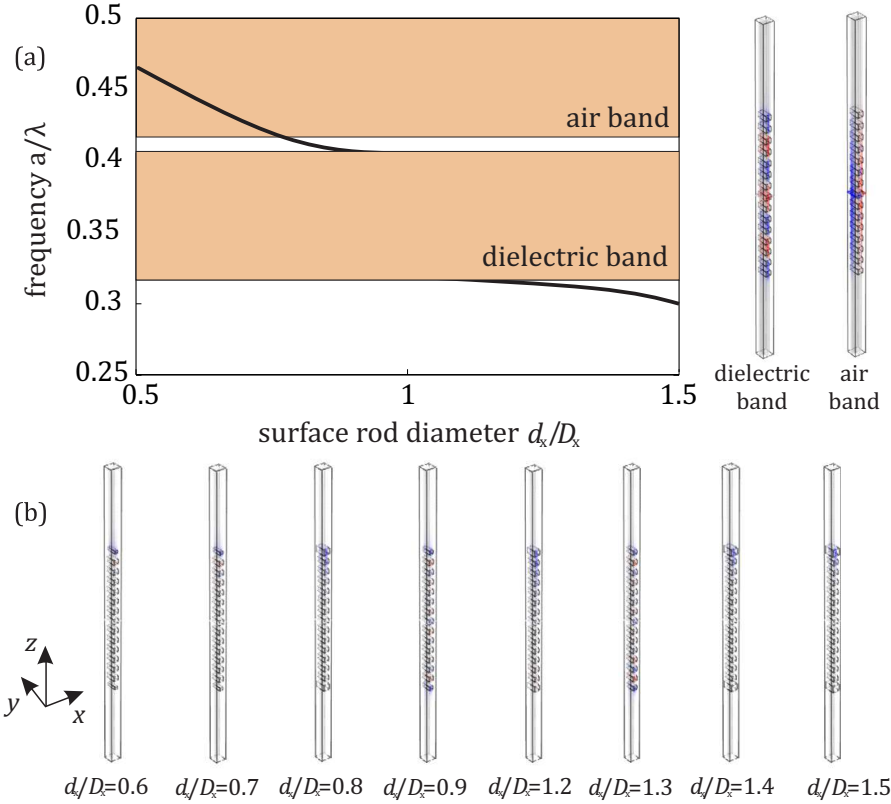 (a)
frequency a/λ
0.5
0.45
0.4
0.35
0.3
0.25
air band
dielectric band
0.5
1
1.5
surface rod diameter dₓ/Dₓ
dielectric
band
air
band
(b)
z
y
x
dₓ/Dₓ=0.6
dₓ/Dₓ=0.7
dₓ/Dₓ=0.8
dₓ/Dₓ=0.9
dₓ/Dₓ=1.2
dₓ/Dₓ=1.3
dₓ/Dₓ=1.4
dₓ/Dₓ=1.5